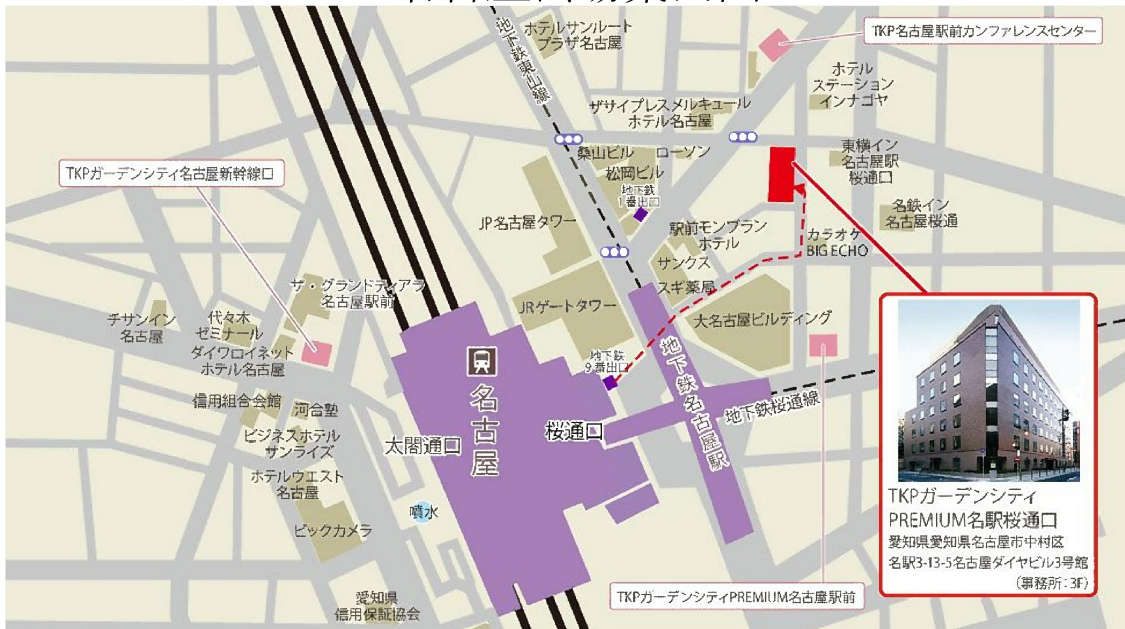 地下鉄東山線
ホテルサンルート
プラザ名古屋
TKP名古屋駅前カンファレンスセンター
ホテル
ステーション
インナゴヤ
ザサイプレスメルキュール
ホテル名古屋
桑山ビル
ローソン
松岡ビル
地下鉄
1番出口
東横イン
名古屋駅
桜通口
TKPガーデンシティ名古屋新幹線口
JP名古屋タワー
駅前モンブラン
ホテル
名鉄イン
名古屋桜通
カラオケ
BIG ECHO
サンクス
スギ薬局
ザ・グランドティアラ
名古屋駅前
JRゲートタワー
大名古屋ビルディング
チサンイン
名古屋
代々木
ゼミナール
ダイワロイネット
ホテル名古屋
地下鉄
9番出口
地下鉄名古屋駅
名古屋
信用組合会館
河合塾
桜通口
地下鉄桜通線
太閤通口
ビジネスホテル
サンライズ
ホテルウエスト
名古屋
噴水
ビックカメラ
TKPガーデンシティ
PREMIUM名駅桜通口
愛知県愛知県名古屋市中村区
名駅3-13-5名古屋ダイヤビル3号館
(事務所:3F)
TKPガーデンシティPREMIUM名古屋駅前
愛知県
信用保証協会